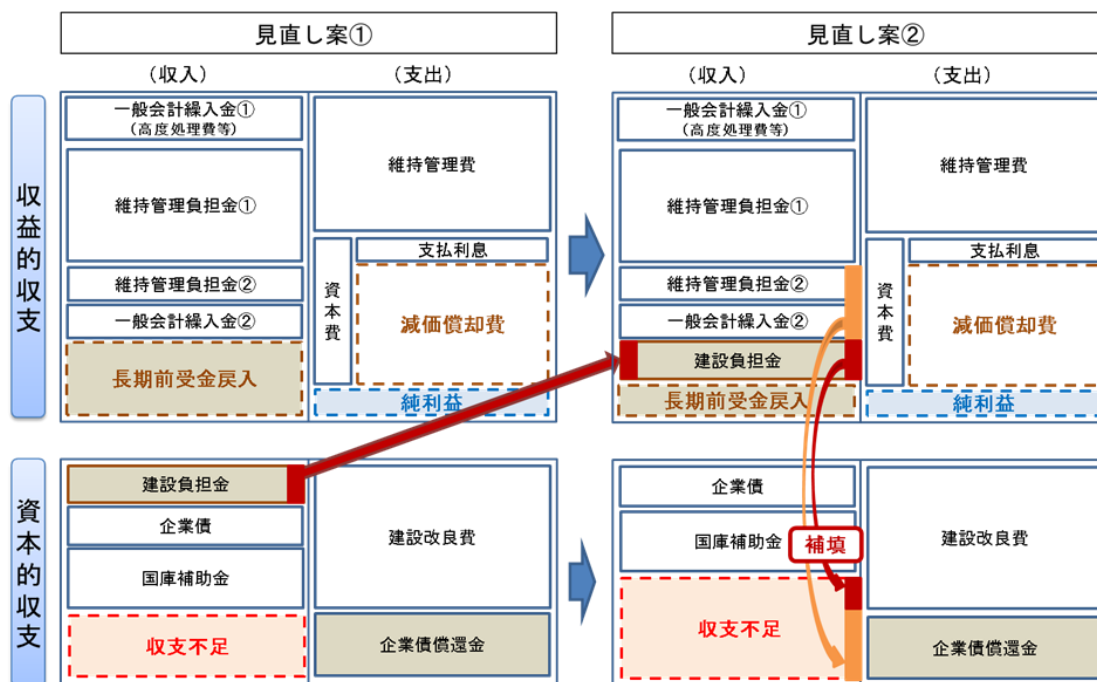 見直し案①
見直し案②
（収入）
（支出）
（収入）
（支出）
収益的収支
一般会計繰入金①
（高度処理費等）
維持管理負担金①
維持管理負担金②
一般会計繰入金②
長期前受金戻入
維持管理費
支払利息
資本費
減価償却費
純利益
一般会計繰入金①
（高度処理費等）
維持管理負担金①
維持管理負担金②
一般会計繰入金②
建設負担金
長期前受金戻入
維持管理費
支払利息
資本費
減価償却費
純利益
資本的収支
建設負担金
企業債
国庫補助金
収支不足
建設改良費
企業債償還金
企業債
国庫補助金
補填
収支不足
建設改良費
企業債償還金